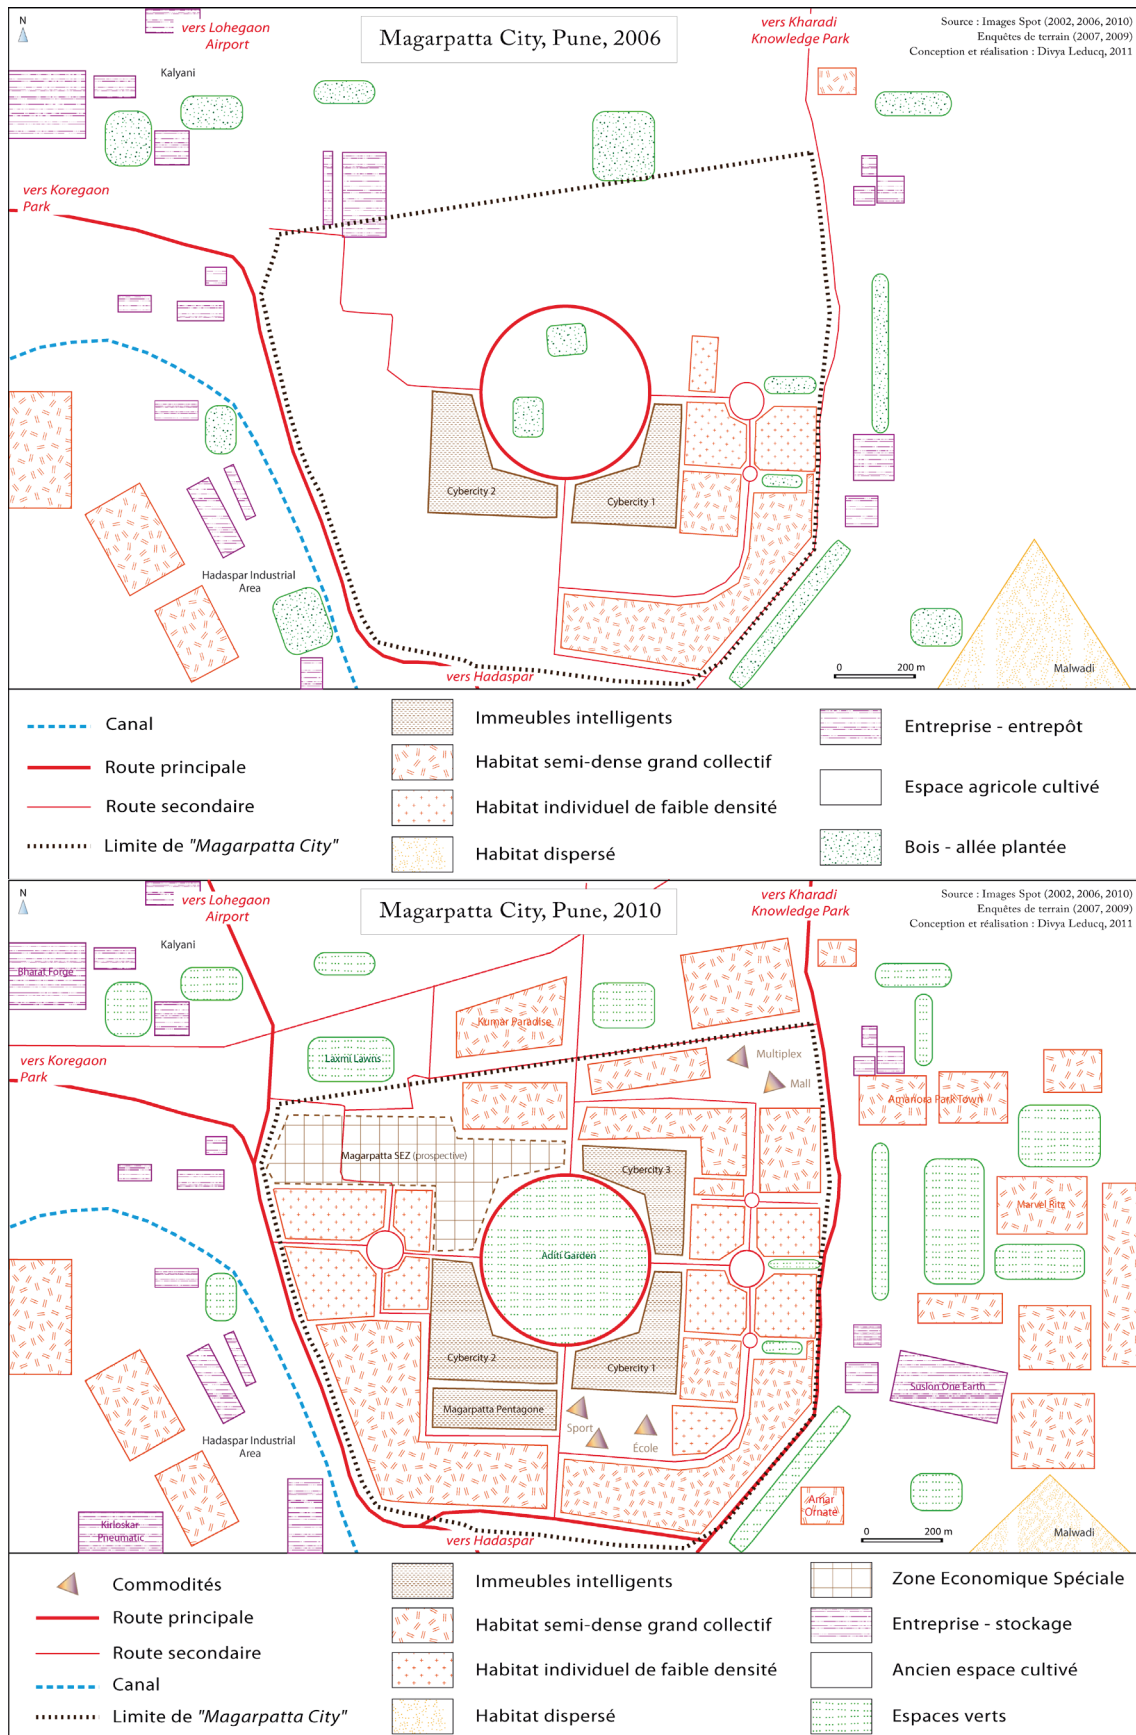 N
vers Lohegaon
Airport
Magarpatta City, Pune, 2006
vers Kharadi
Knowledge Park
Source : Images Spot (2002, 2006, 2010)
Enquêtes de terrain (2007, 2009)
Conception et réalisation : Divya Leducq, 2011
Kalyani
vers Koregaon
Park
Cybercity 2
Cybercity 1
Hadaspar Industrial
Area
vers Hadaspar
0 200 m
Malwadi
Canal
Route principale
Route secondaire
Limite de "Magarpatta City"
Immeubles intelligents
Habitat semi-dense grand collectif
Habitat individuel de faible densité
Habitat dispersé
Entreprise - entrepôt
Espace agricole cultivé
Bois - allée plantée
N
vers Lohegaon
Airport
Magarpatta City, Pune, 2010
vers Kharadi
Knowledge Park
Source : Images Spot (2002, 2006, 2010)
Enquêtes de terrain (2007, 2009)
Conception et réalisation : Divya Leducq, 2011
Kalyani
Bharat Forge
Kumar Paradise
Laxmi Lawns
Multiplex
Mall
vers Koregaon
Park
Amanora Park Town
Magarpatta SEZ (prospective)
Cybercity 3
Marvel Ritz
Aditi Garden
Cybercity 2
Cybercity 1
Suslon One Earth
Magarpatta Pentagone
Sport
École
Hadaspar Industrial
Area
Amar
Ornate
Kirloskar
Pneumatic
vers Hadaspar
0 200 m
Malwadi
Commodités
Route principale
Route secondaire
Canal
Limite de "Magarpatta City"
Immeubles intelligents
Habitat semi-dense grand collectif
Habitat individuel de faible densité
Habitat dispersé
Zone Economique Spéciale
Entreprise - stockage
Ancien espace cultivé
Espaces verts